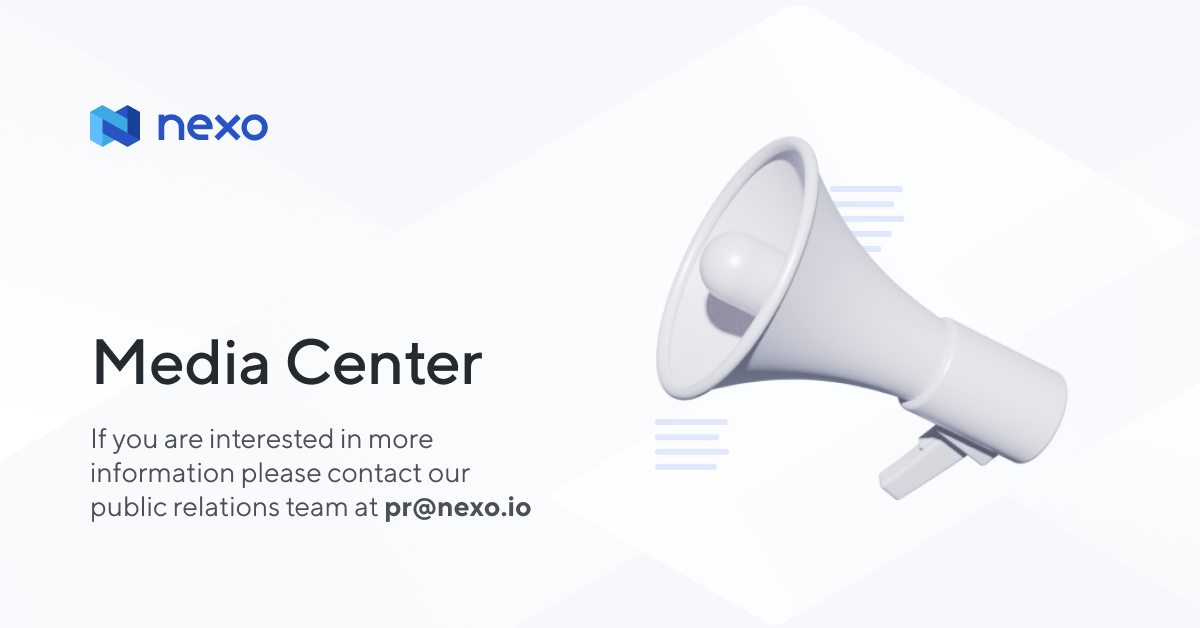 nexo
Media Center
If you are interested in more
information please contact our
public relations team at pr@nexo.io